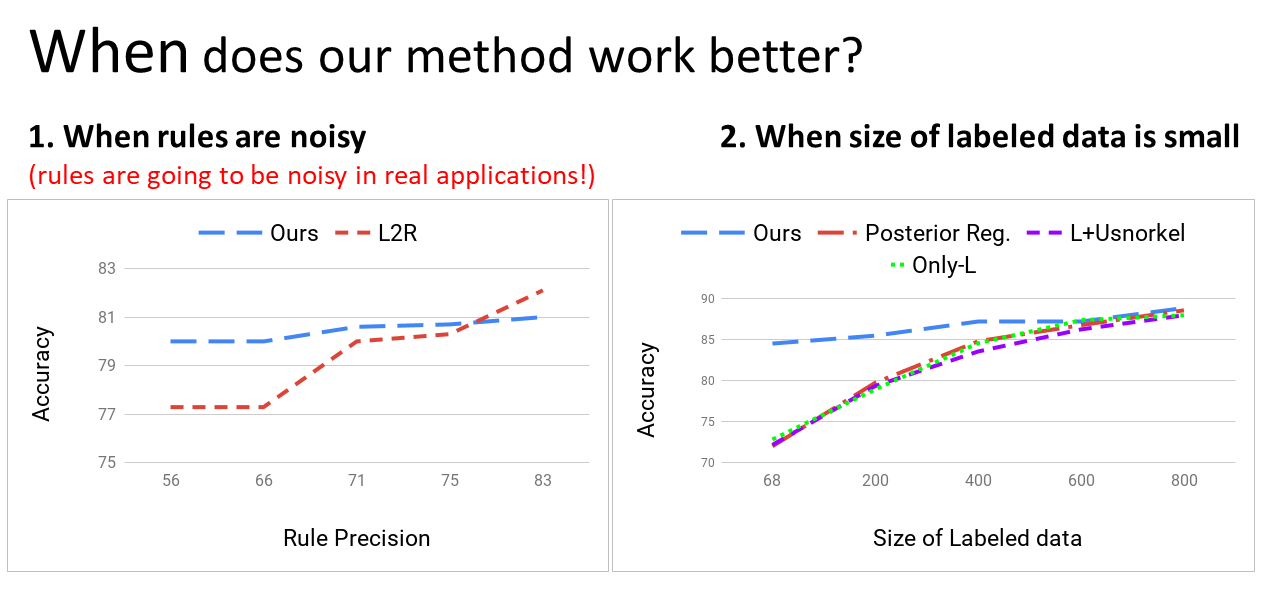 When does our method work better?
1. When rules are noisy
(rules are going to be noisy in real applications!)
Ours
L2R
83
81
79
77
75
Accuracy
56
66
71
75
83
Rule Precision
2. When size of labeled data is small
Ours
Posterior Reg.
L+Usnorkel
Only-L
90
85
80
75
70
Accuracy
68
200
400
600
800
Size of Labeled data